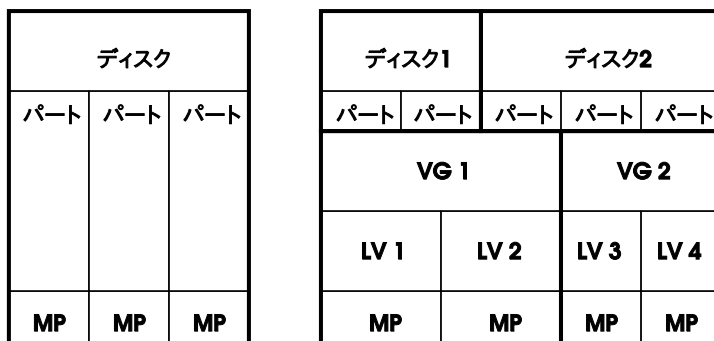 ディスク
パート パート パート
MP MP MP
ディスク1 ディスク2
パート パート パート パート パート
VG 1 VG 2
LV 1 LV 2 LV 3 LV 4
MP MP MP MP